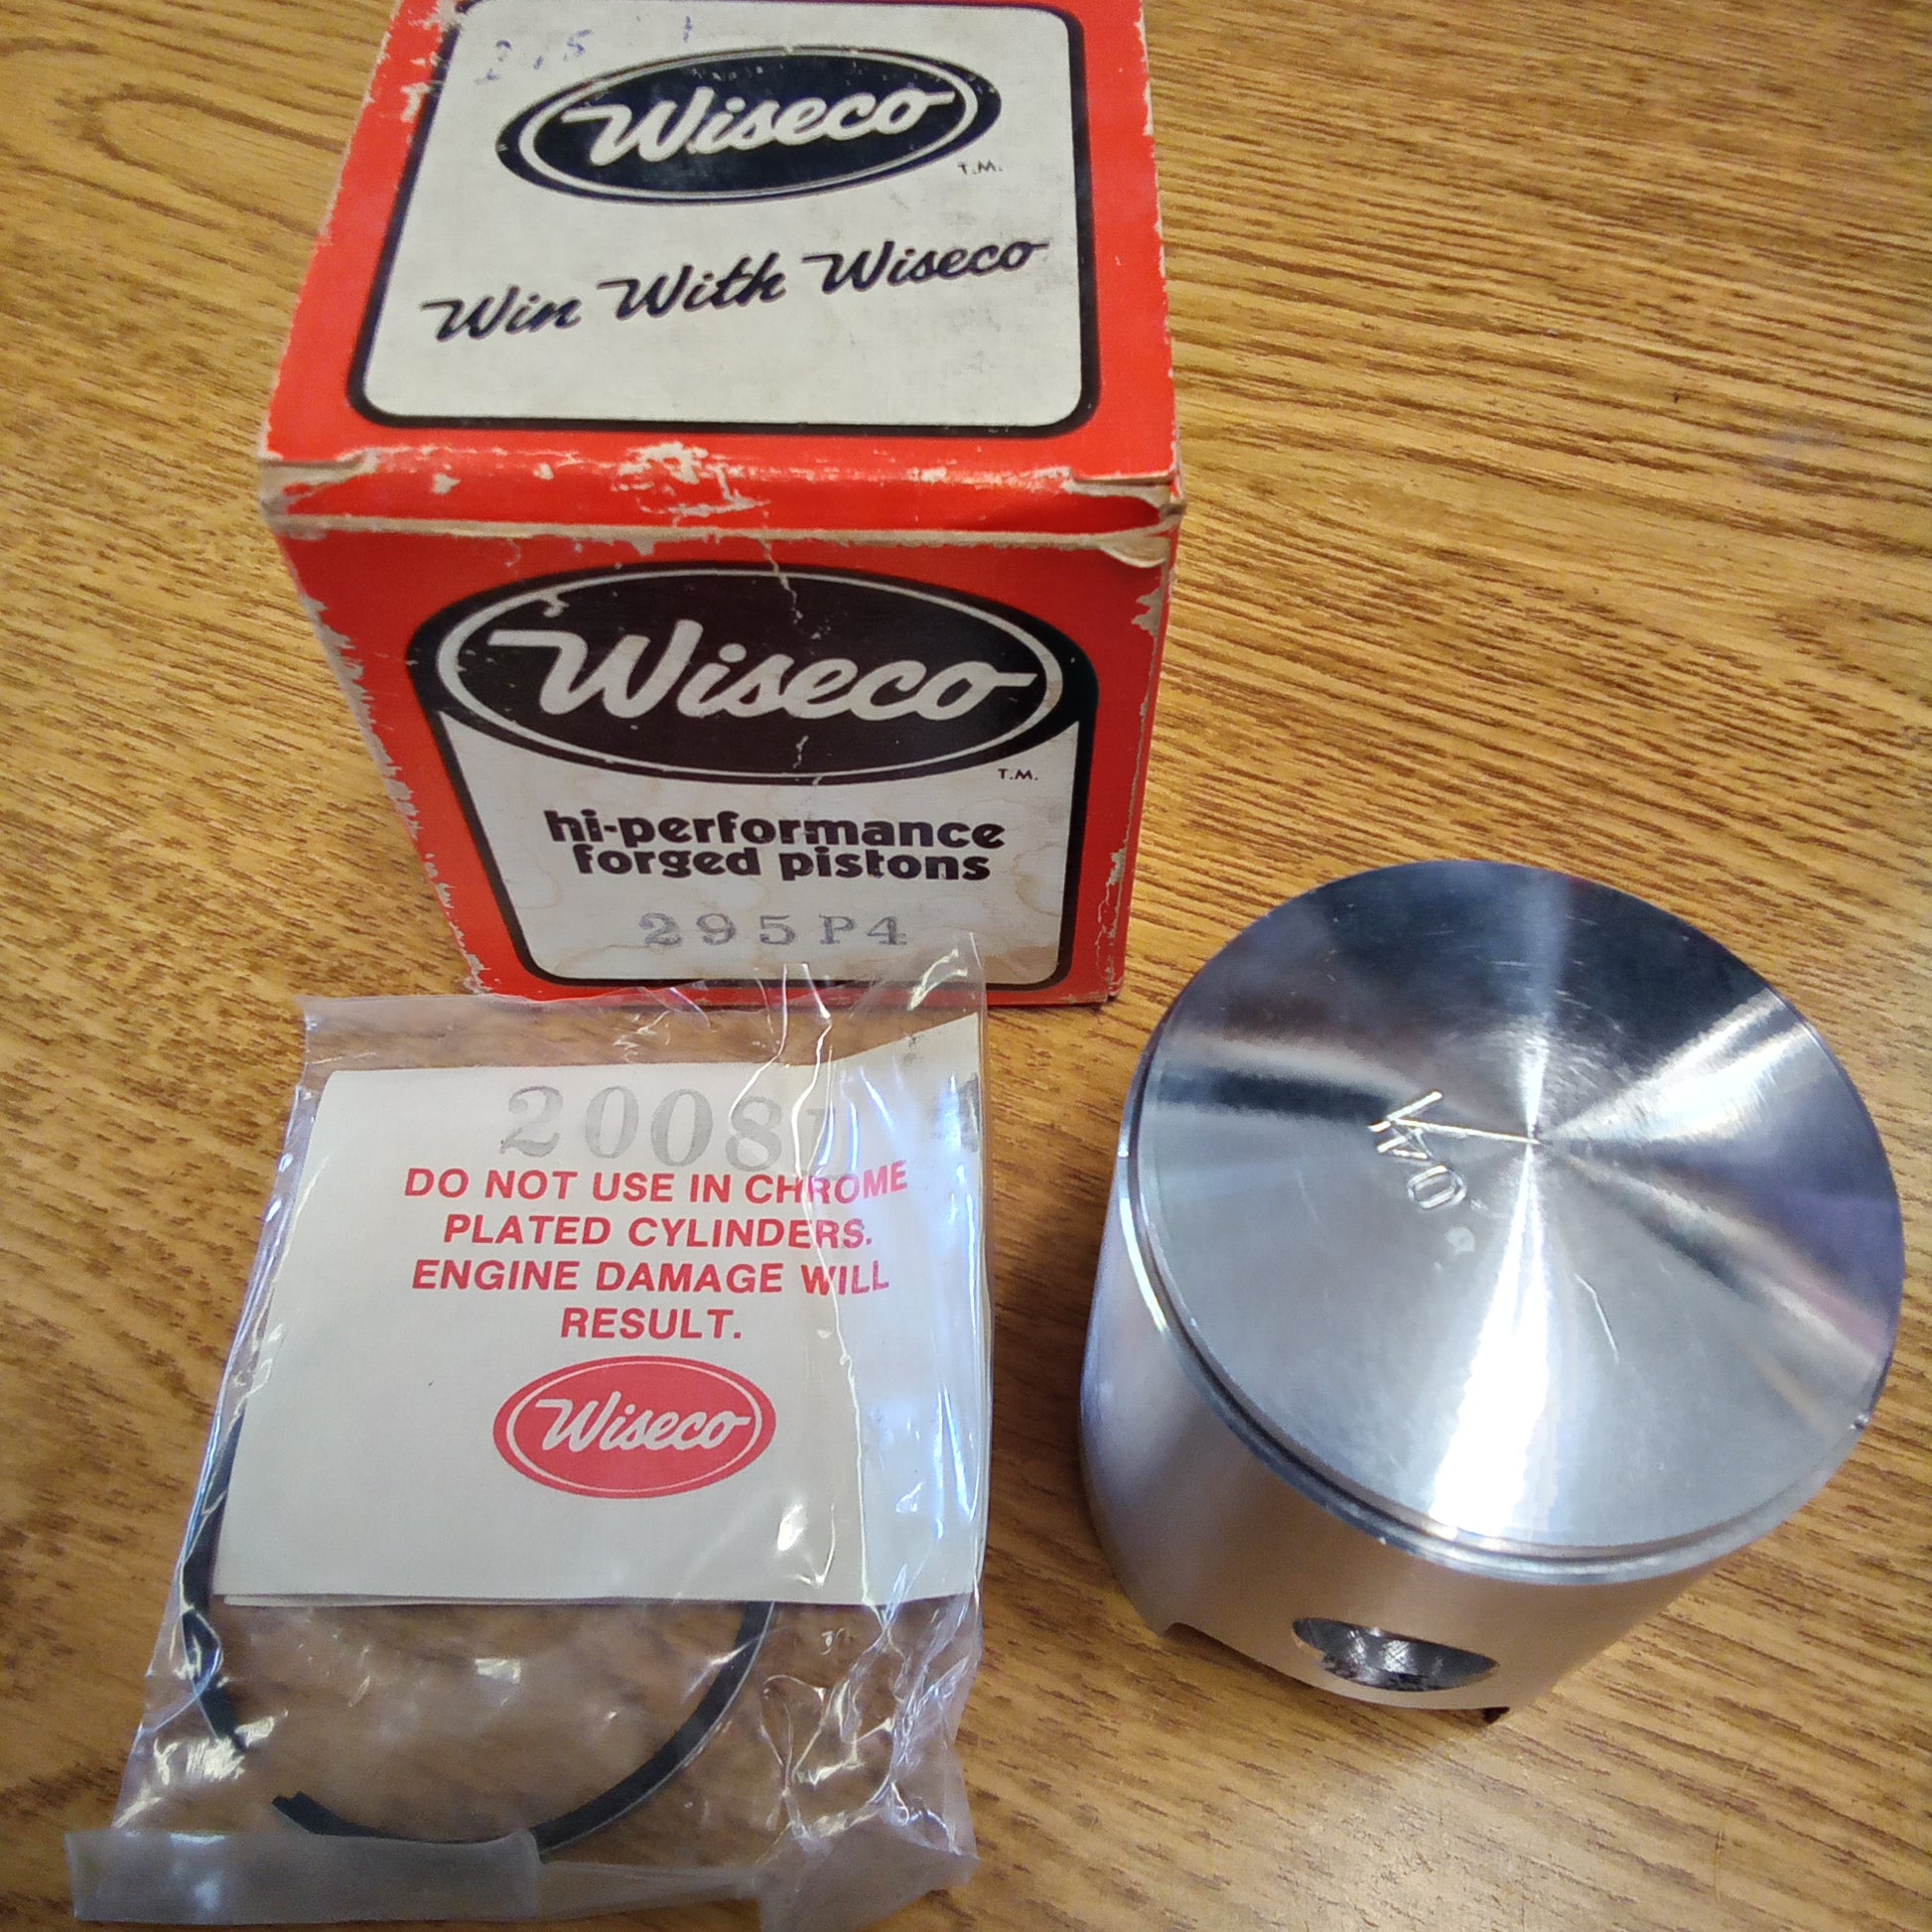 Wiseco
T.M.
Win With Wiseco
Wiseco
T.M.
hi-performance
forged pistons
295P4
2008
DO NOT USE IN CHROME
PLATED CYLINDERS.
ENGINE DAMAGE WILL
RESULT.
Wiseco